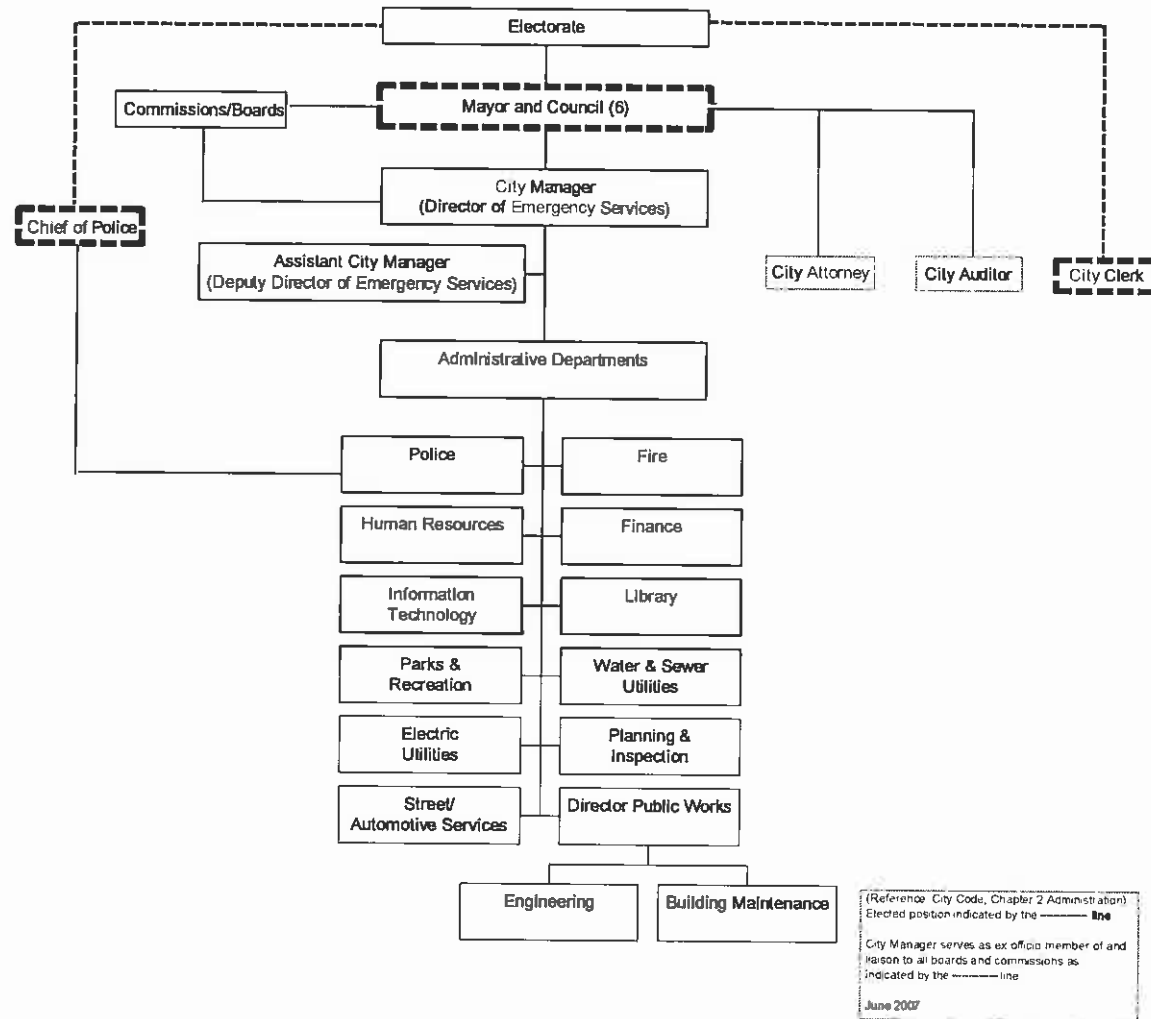 Electorate
Commissions/Boards
Mayor and Council (6)
City Manager
(Director of Emergency Services)
Chief of Police
Assistant City Manager
(Deputy Director of Emergency Services)
City Attorney
City Auditor
City Clerk
Administrative Departments
Police
Fire
Human Resources
Finance
Information
Technology
Library
Parks &
Recreation
Water & Sewer
Utilities
Electric
Utilities
Planning &
Inspection
Street/
Automotive Services
Director Public Works
Engineering
Building Maintenance
(Reference City Code, Chapter 2 Administration)
Elected position indicated by the line
City Manager serves as ex officio member of and
liaison to all boards and commissions as
indicated by the line
June 2007